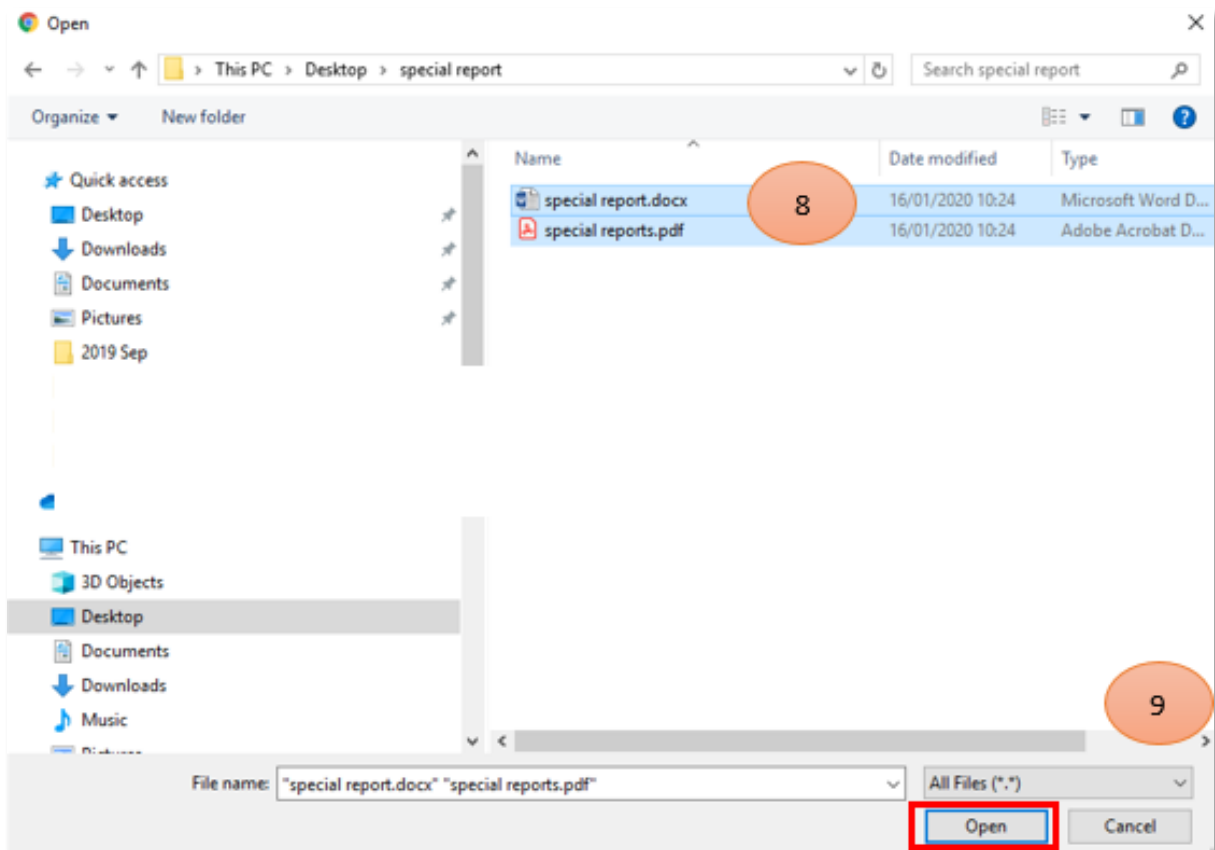 Open
This PC > Desktop > special report
Search special report
Organize
New folder
Name
Date modified
Type
Quick access
Desktop
Downloads
Documents
Pictures
2019 Sep
special report.docx
16/01/2020 10:24
Microsoft Word D...
special reports.pdf
16/01/2020 10:24
Adobe Acrobat D...
8
This PC
3D Objects
Desktop
Documents
Downloads
Music
9
File name: "special report.docx" "special reports.pdf"
All Files (*.*)
Open
Cancel